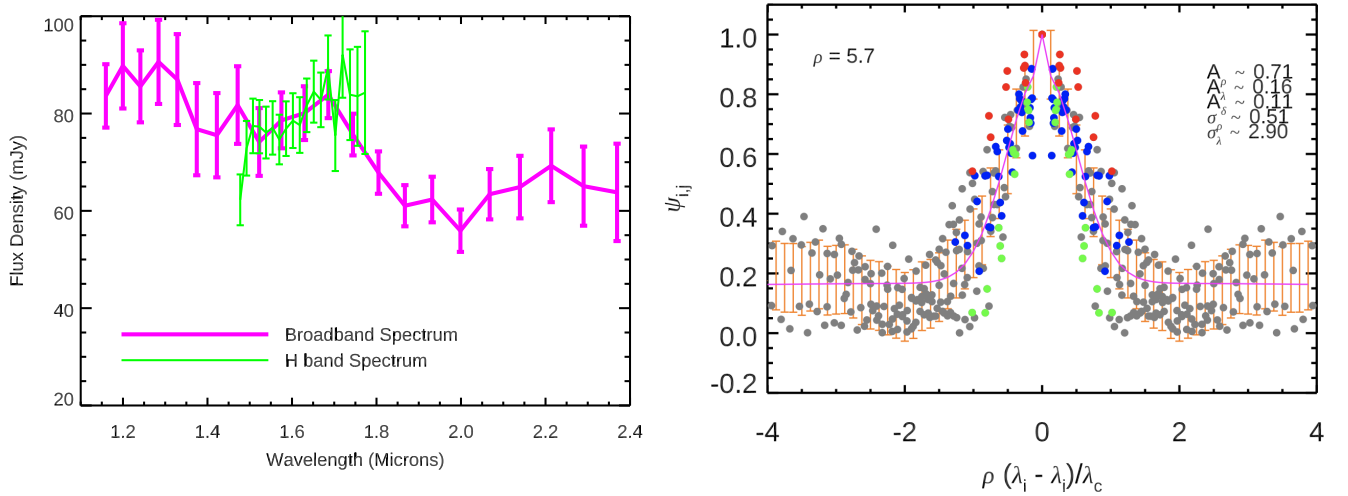 100
80
60
40
20
Flux Density (mJy)
Broadband Spectrum
H band Spectrum
1.2 1.4 1.6 1.8 2.0 2.2 2.4
Wavelength (Microns)
1.0
0.8
0.6
0.4
0.2
0.0
-0.2
ψi,j
ρ = 5.7
Aρ ~ 0.71
Aλ ~ 0.16
Aδ ~ 0.11
σρ ~ 0.51
σλ ~ 2.90
-4 -2 0 2 4
ρ (λi - λj)/λc